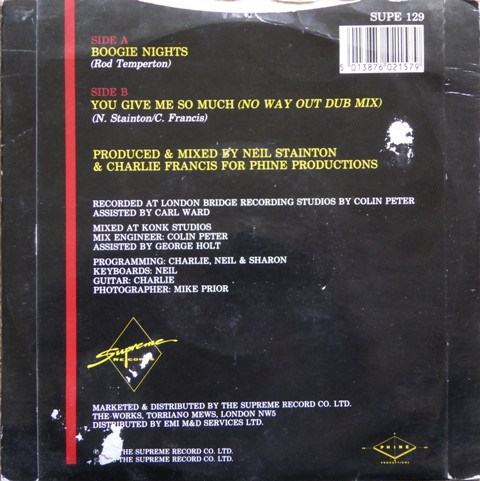 SUPE 129
5 013876 021579
SIDE A
BOOGIE NIGHTS
(Rod Temperton)
SIDE B
YOU GIVE ME SO MUCH (NO WAY OUT DUB MIX)
(N. Stainton/C. Francis)
PRODUCED & MIXED BY NEIL STAINTON
& CHARLIE FRANCIS FOR PHINE PRODUCTIONS
RECORDED AT LONDON BRIDGE RECORDING STUDIOS BY COLIN PETER
ASSISTED BY CARL WARD
MIXED AT KONK STUDIOS
MIX ENGINEER: COLIN PETER
ASSISTED BY GEORGE HOLT
PROGRAMMING: CHARLIE, NEIL & SHARON
KEYBOARDS: NEIL
GUITAR: CHARLIE
PHOTOGRAPHER: MIKE PRIOR
Supreme
RECORDS
MARKETED & DISTRIBUTED BY THE SUPREME RECORD CO. LTD.
THE WORKS, TORRIANO MEWS, LONDON NW5
DISTRIBUTED BY EMI M&D SERVICES LTD.
THE SUPREME RECORD CO. LTD.
THE SUPREME RECORD CO. LTD.
PHINE
PRODUCTIONS